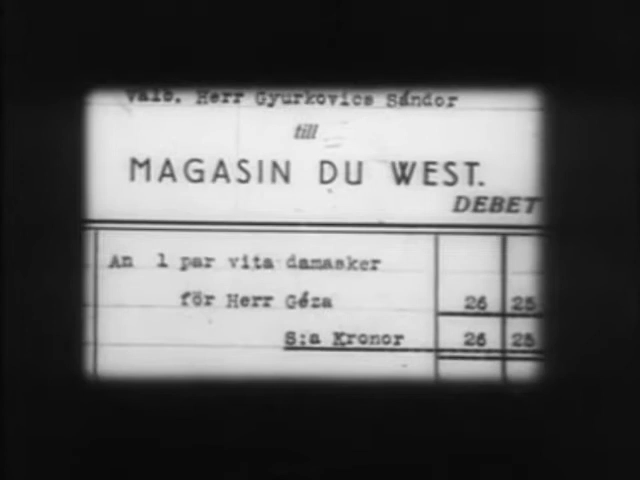 Välb. Herr Gyurkovics Sándor
till
MAGASIN DU WEST.
DEBET
An 1 par vita damasker
för Herr Géza 26 25
S:a Kronor 26 25